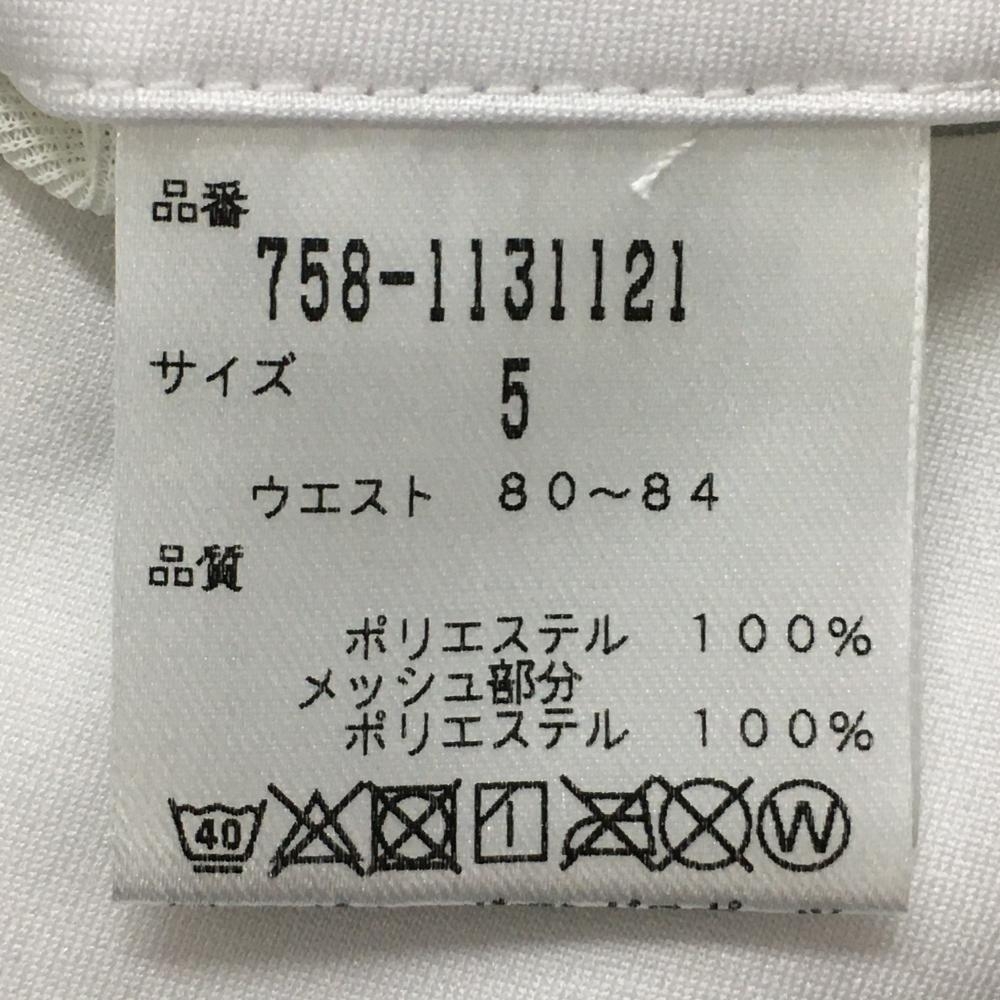 品番
758-1131121
サイズ 5
ウエスト 80～84
品質
ポリエステル 100%
メッシュ部分
ポリエステル 100%
40 W